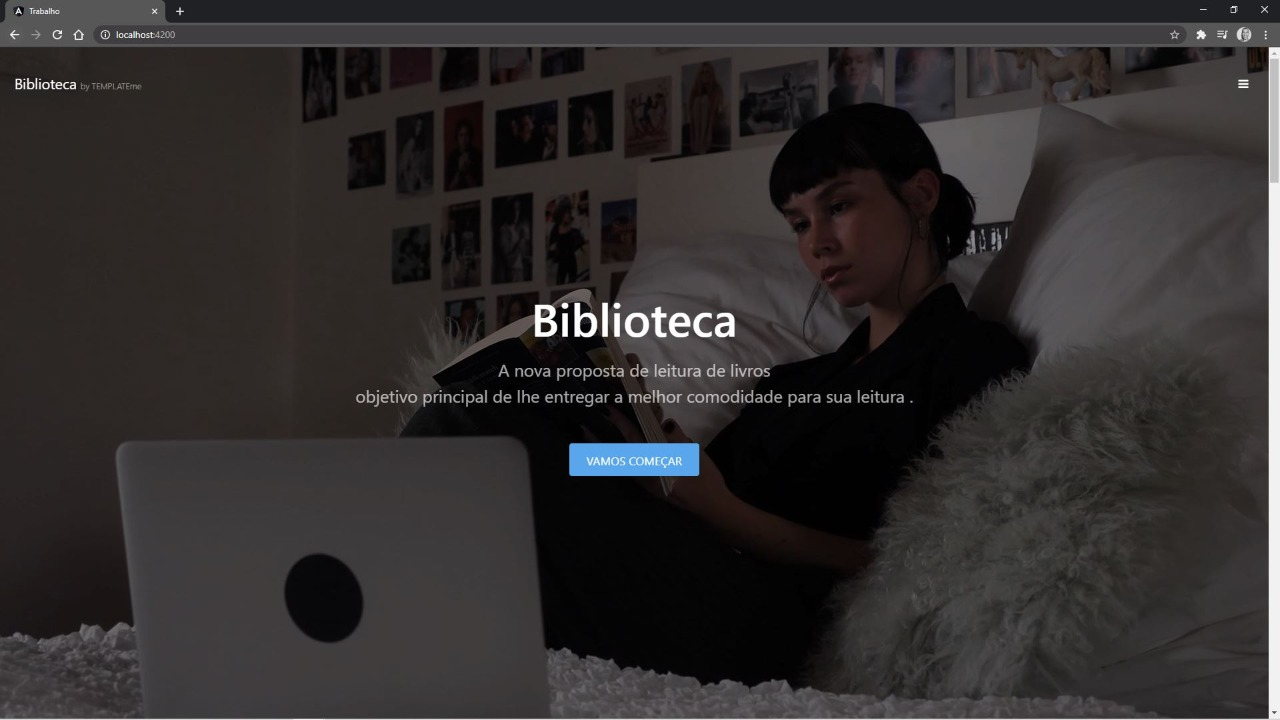 Trabalho
localhost:4200
Biblioteca by TEMPLATEme
Biblioteca
A nova proposta de leitura de livros
objetivo principal de lhe entregar a melhor comodidade para sua leitura .
VAMOS COMEÇAR